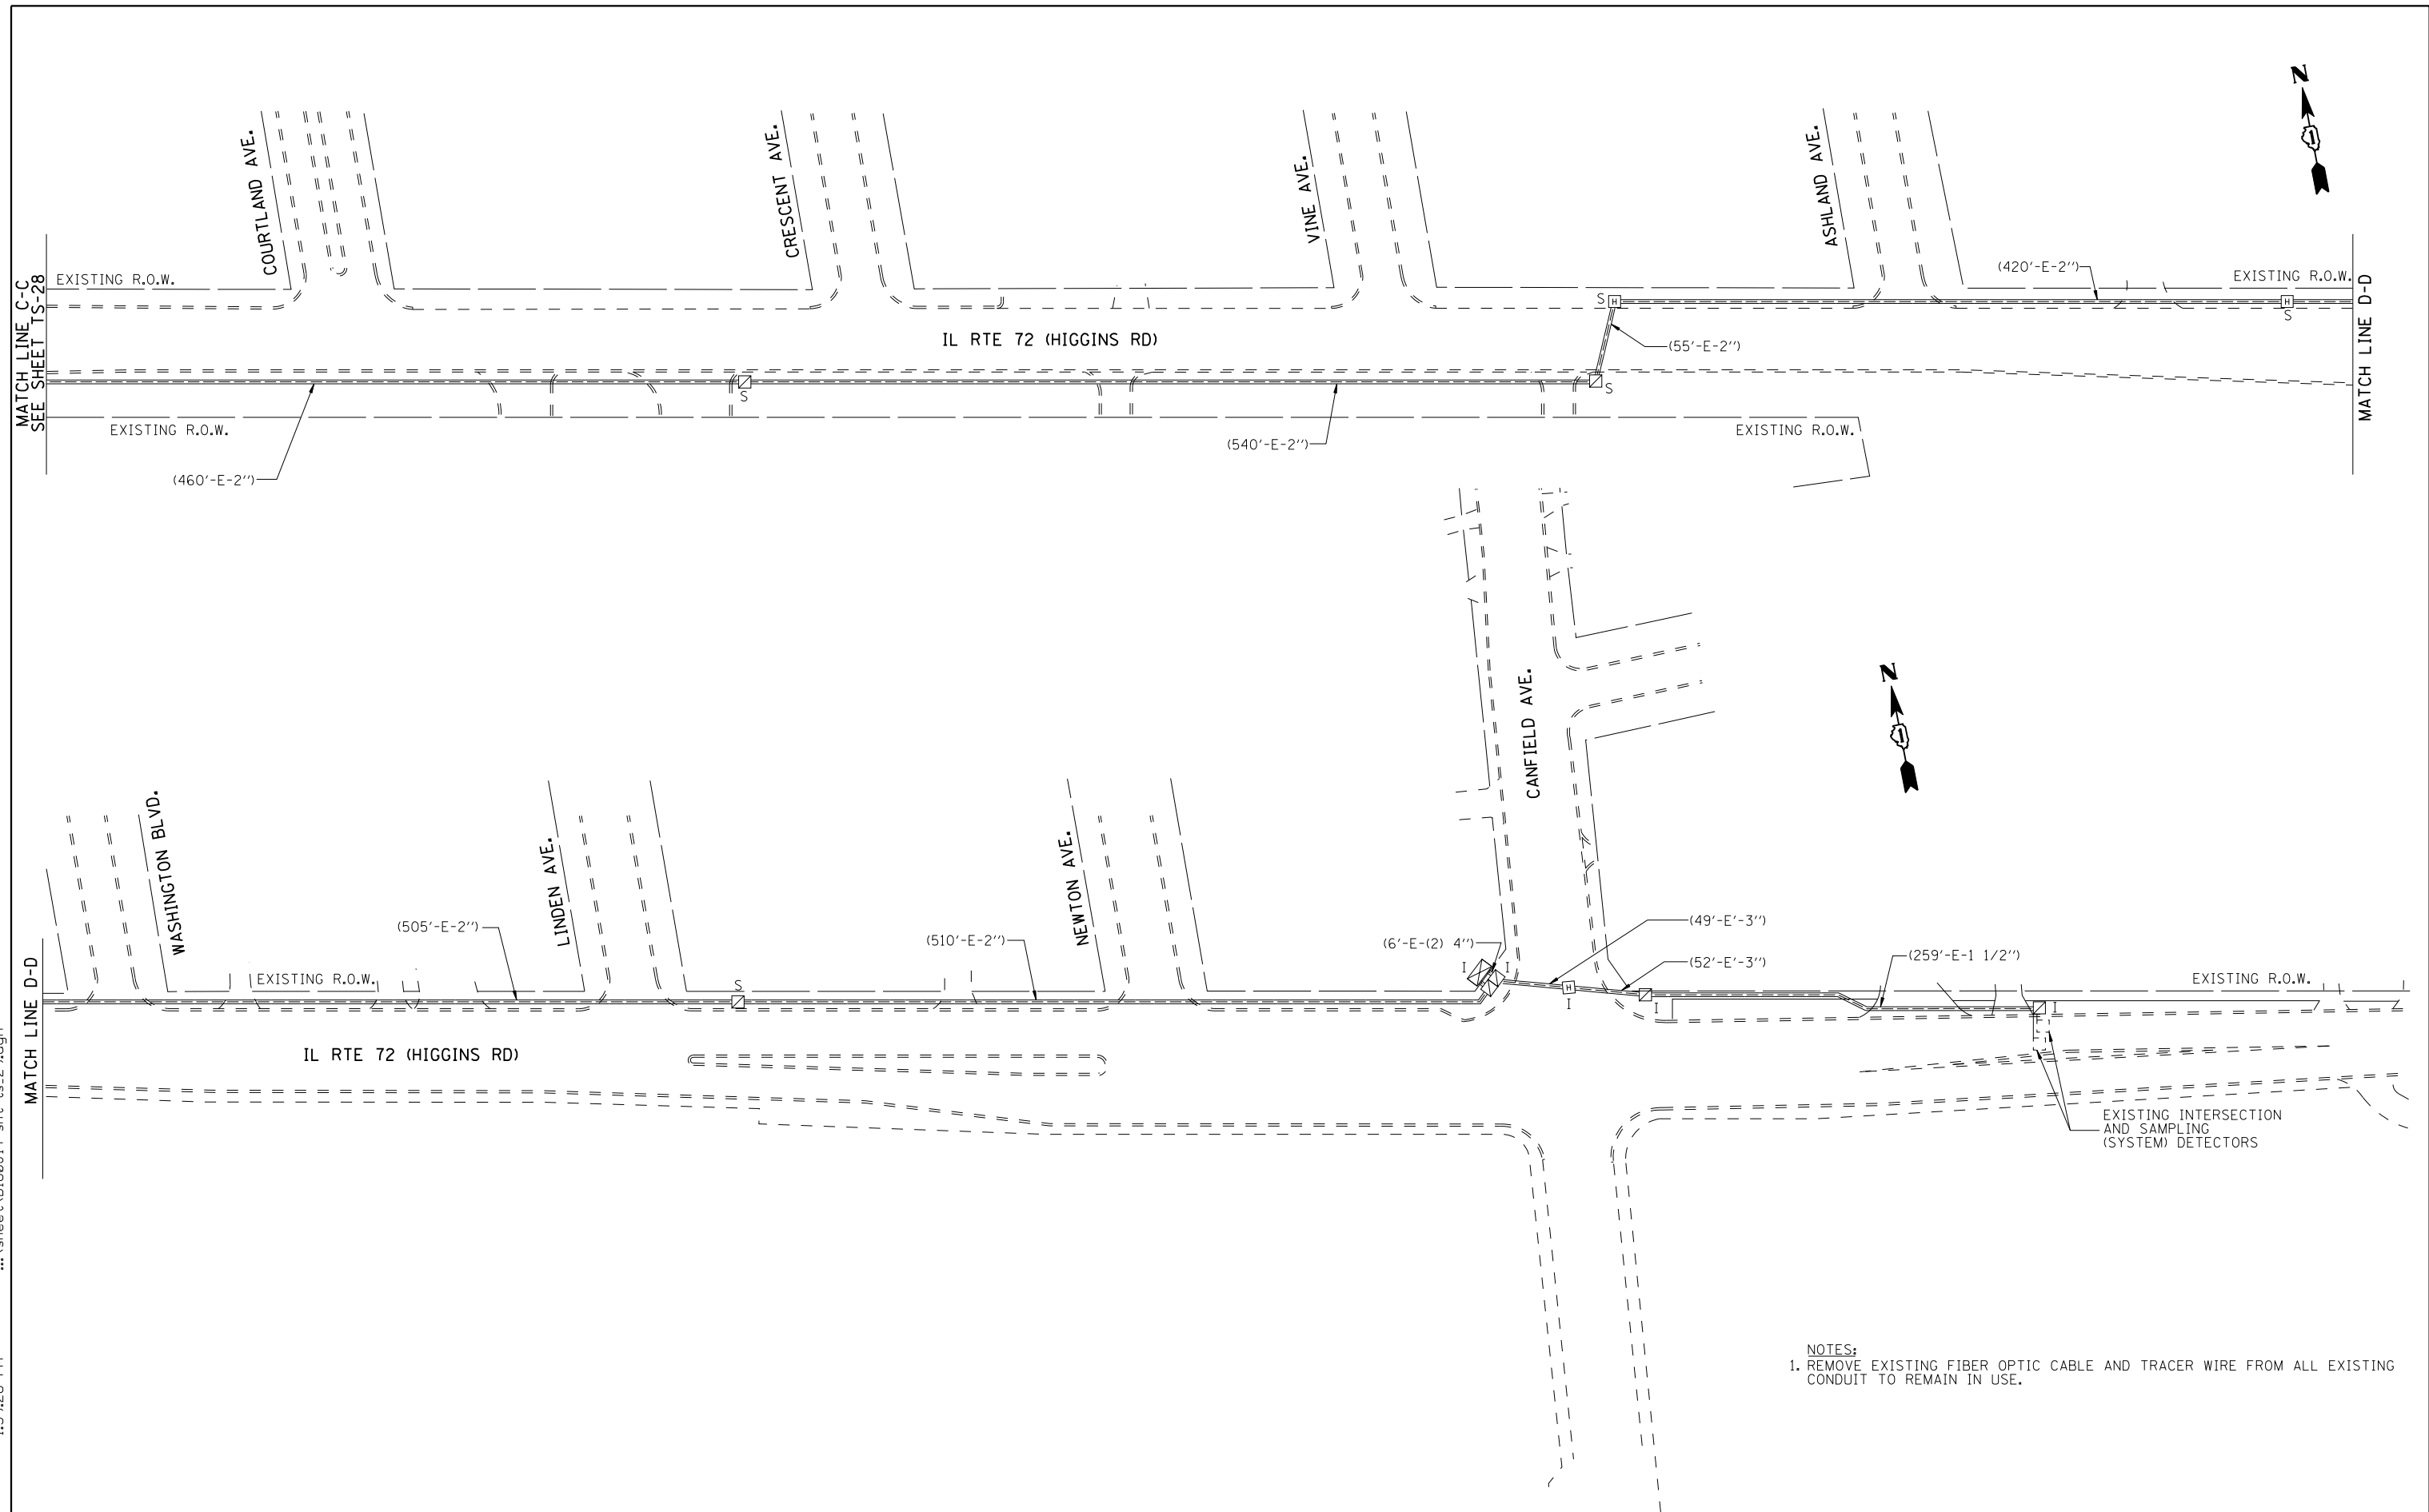 N
1
COURTLAND AVE.
CRESCENT AVE.
VINE AVE.
ASHLAND AVE.
MATCH LINE C-C
SEE SHEET TS-28
EXISTING R.O.W.
(420'-E-2")
EXISTING R.O.W.
MATCH LINE D-D
S
H
H
S
IL RTE 72 (HIGGINS RD)
(55'-E-2")
S
S
EXISTING R.O.W.
(540'-E-2")
EXISTING R.O.W.
(460'-E-2")
CANFIELD AVE.
N
1
WASHINGTON BLVD.
LINDEN AVE.
NEWTON AVE.
MATCH LINE D-D
(505'-E-2")
(510'-E-2")
(6'-E-(2) 4")
(49'-E'-3")
(52'-E'-3")
(259'-E-1 1/2")
EXISTING R.O.W.
EXISTING R.O.W.
S
I
I
H
I
I
I
IL RTE 72 (HIGGINS RD)
EXISTING INTERSECTION
AND SAMPLING
(SYSTEM) DETECTORS
NOTES:
1. REMOVE EXISTING FIBER OPTIC CABLE AND TRACER WIRE FROM ALL EXISTING
CONDUIT TO REMAIN IN USE.